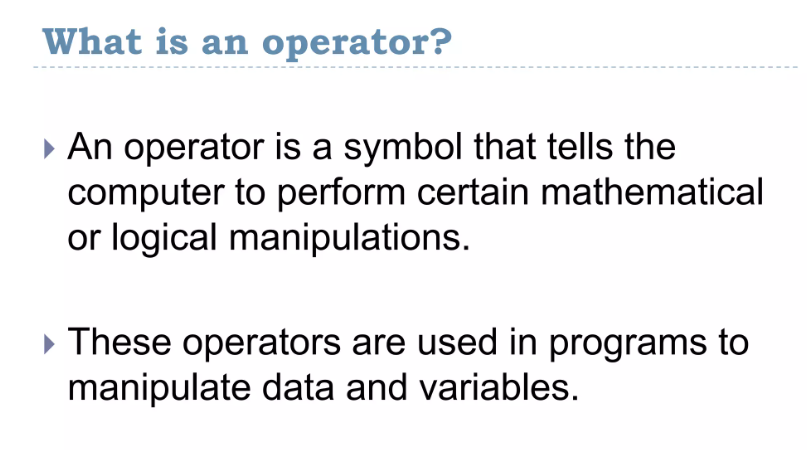 What is an operator?
An operator is a symbol that tells the
computer to perform certain mathematical
or logical manipulations.
These operators are used in programs to
manipulate data and variables.